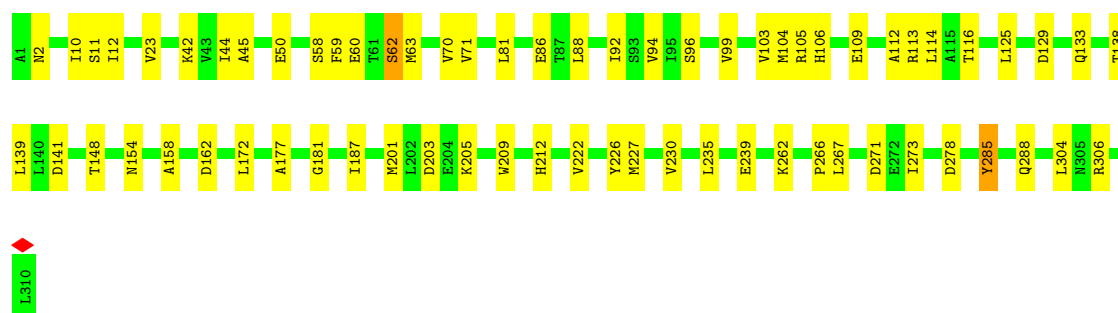 A1 N2 I10 S11 I12 V23 K42 V43 I44 A45 E50 S58 F59 E60 T61 S62 M63 V70 V71 L81 E86 T87 L88 I92 S93 V94 I95 S96 V99 V103 M104 R105 H106 E109 A112 R113 L114 A115 T116 L125 D129 Q133 T138
L139 L140 D141 T148 N154 A158 D162 L172 A177 G181 I187 M201 L202 D203 E204 K205 W209 H212 V222 Y226 M227 V230 L235 E239 K262 P266 L267 D271 E272 I273 D278 Y285 Q288 L304 N305 R306
L310